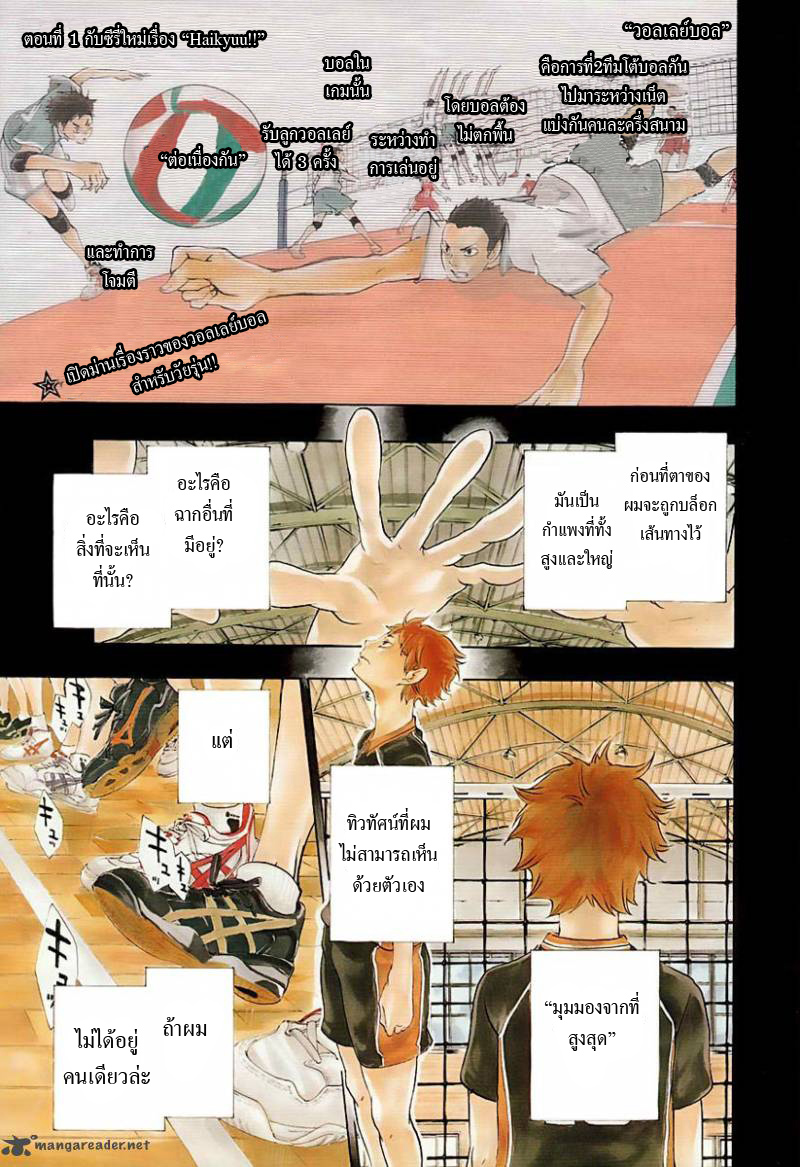 ตอนที่ 1 กับซีรี่ใหม่เรื่อง “Haikyuu!!”
“วอลเลย์บอล”
คือการที่2ทีมโต้บอลกัน
ไปมาระหว่างเน็ต
แบ่งกันคนละครึ่งสนาม
โดยบอลต้อง
ไม่ตกพื้น
ระหว่างทำ
การเล่นอยู่
บอลใน
เกมนั้น
รับลูกวอลเลย์
ได้ 3 ครั้ง
“ต่อเนื่องกัน”
และทำการ
โจมตี
เปิดม่านเรื่องราวของวอลเลย์บอล
สำหรับวัยรุ่น!!
ก่อนที่ตาของ
ผมจะถูกบล็อก
เส้นทางไว้
มันเป็น
กำแพงที่ทั้ง
สูงและใหญ่
อะไรคือ
ฉากอื่นที่
มีอยู่?
อะไรคือ
สิ่งที่จะเห็น
ที่นั้น?
“มุมมองจากที่
สูงสุด”
ทิวทัศน์ที่ผม
ไม่สามารถเห็น
ด้วยตัวเอง
แต่
ถ้าผม
ไม่ได้อยู่
คนเดียวล่ะ
キュッ
キュッ
キュッ
キュッ
キュッ
mangareader.net